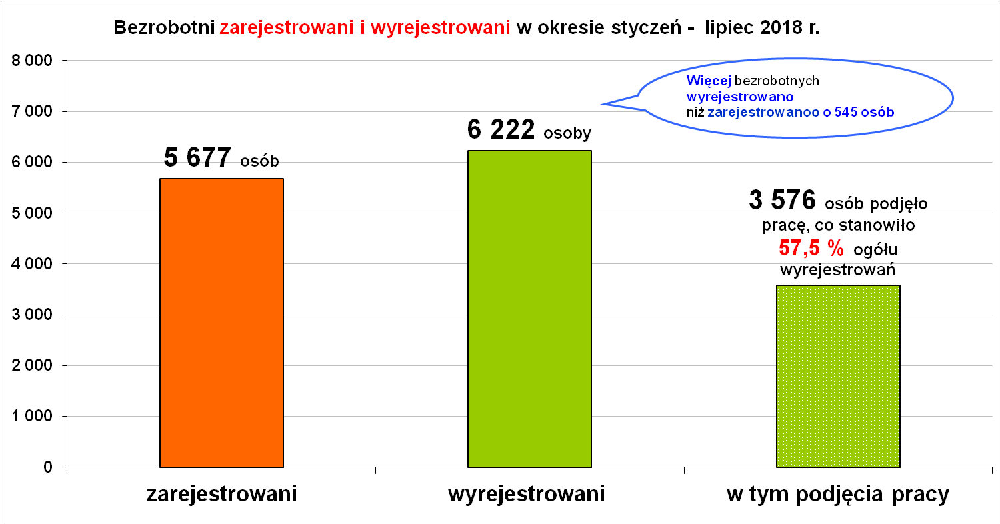 Bezrobotni zarejestrowani i wyrejestrowani w okresie styczeń - lipiec 2018 r.
8 000
7 000
6 000
5 000
4 000
3 000
2 000
1 000
0
Więcej bezrobotnych
wyrejestrowano
niż zarejestrowanoo o 545 osób
5 677 osób
6 222 osoby
3 576 osób podjęło
pracę, co stanowiło
57,5 % ogółu
wyrejestrowań
zarejestrowani
wyrejestrowani
w tym podjęcia pracy